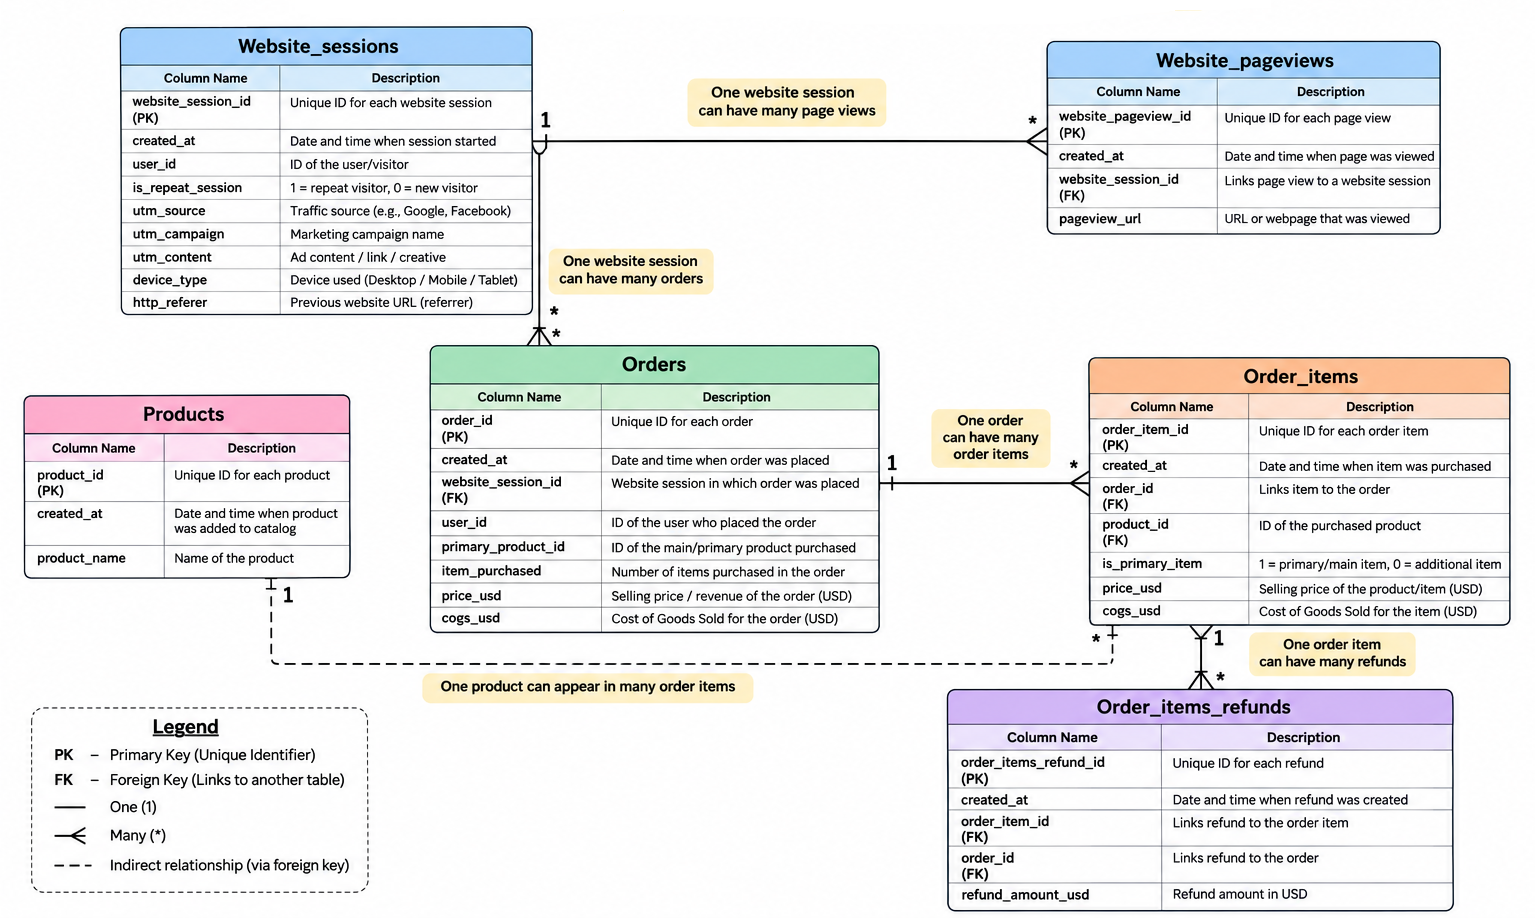 Website_sessions
Column Name Description
website_session_id Unique ID for each website session
(PK)
created_at Date and time when session started
user_id ID of the user/visitor
is_repeat_session 1 = repeat visitor, 0 = new visitor
utm_source Traffic source (e.g., Google, Facebook)
utm_campaign Marketing campaign name
utm_content Ad content / link / creative
device_type Device used (Desktop / Mobile / Tablet)
http_referer Previous website URL (referrer)
1
One website session
can have many page views
*
Website_pageviews
Column Name Description
website_pageview_id Unique ID for each page view
(PK)
created_at Date and time when page was viewed
website_session_id Links page view to a website session
(FK)
pageview_url URL or webpage that was viewed
One website session
can have many orders
*
*
Products
Column Name Description
product_id Unique ID for each product
(PK)
created_at Date and time when product
was added to catalog
product_name Name of the product
1
Orders
Column Name Description
order_id Unique ID for each order
(PK)
created_at Date and time when order was placed
website_session_id Website session in which order was placed
(FK)
user_id ID of the user who placed the order
primary_product_id ID of the main/primary product purchased
item_purchased Number of items purchased in the order
price_usd Selling price / revenue of the order (USD)
cogs_usd Cost of Goods Sold for the order (USD)
1
One order
can have many
order items
*
Order_items
Column Name Description
order_item_id Unique ID for each order item
(PK)
created_at Date and time when item was purchased
order_id Links item to the order
(FK)
product_id ID of the purchased product
(FK)
is_primary_item 1 = primary/main item, 0 = additional item
price_usd Selling price of the product/item (USD)
cogs_usd Cost of Goods Sold for the item (USD)
*
1
One order item
can have many refunds
*
One product can appear in many order items
Order_items_refunds
Column Name Description
order_items_refund_id Unique ID for each refund
(PK)
created_at Date and time when refund was created
order_item_id Links refund to the order item
(FK)
order_id Links refund to the order
(FK)
refund_amount_usd Refund amount in USD
Legend
PK – Primary Key (Unique Identifier)
FK – Foreign Key (Links to another table)
One (1)
Many (*)
Indirect relationship (via foreign key)